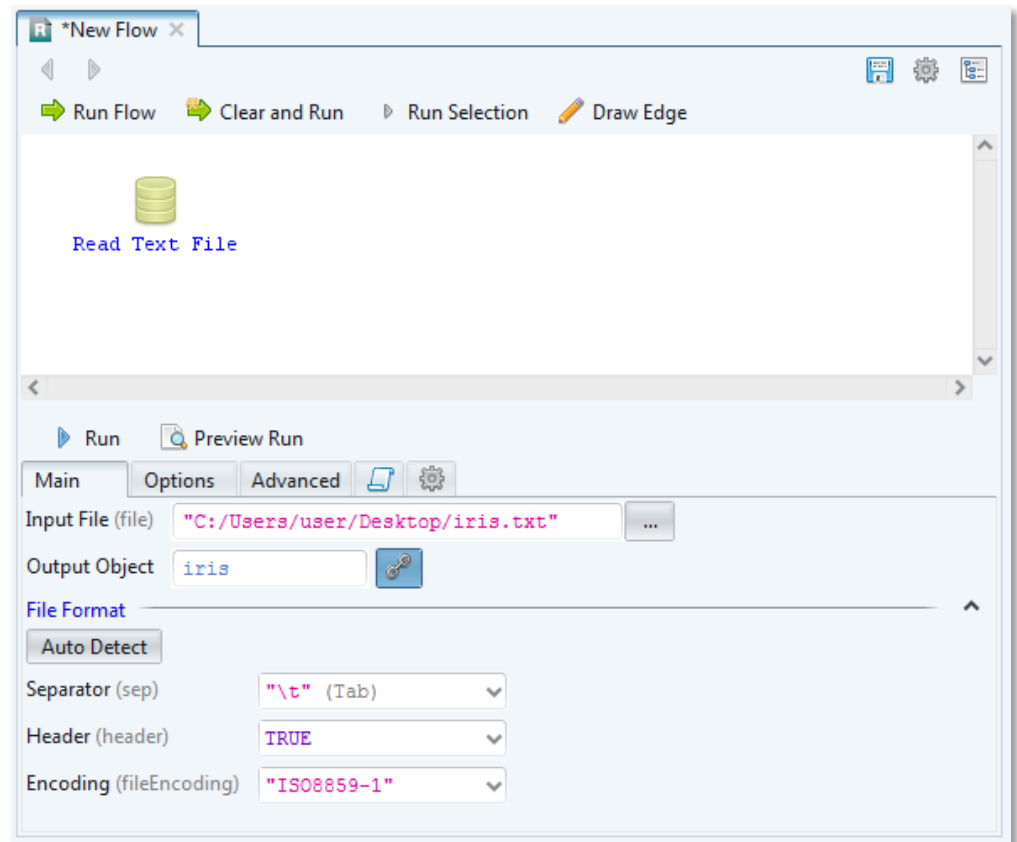 R *New Flow
Run Flow Clear and Run Run Selection Draw Edge
Read Text File
Run Preview Run
Main Options Advanced
Input File (file) "C:/Users/user/Desktop/iris.txt" ...
Output Object iris
File Format
Auto Detect
Separator (sep) "\t" (Tab)
Header (header) TRUE
Encoding (fileEncoding) "ISO8859-1"